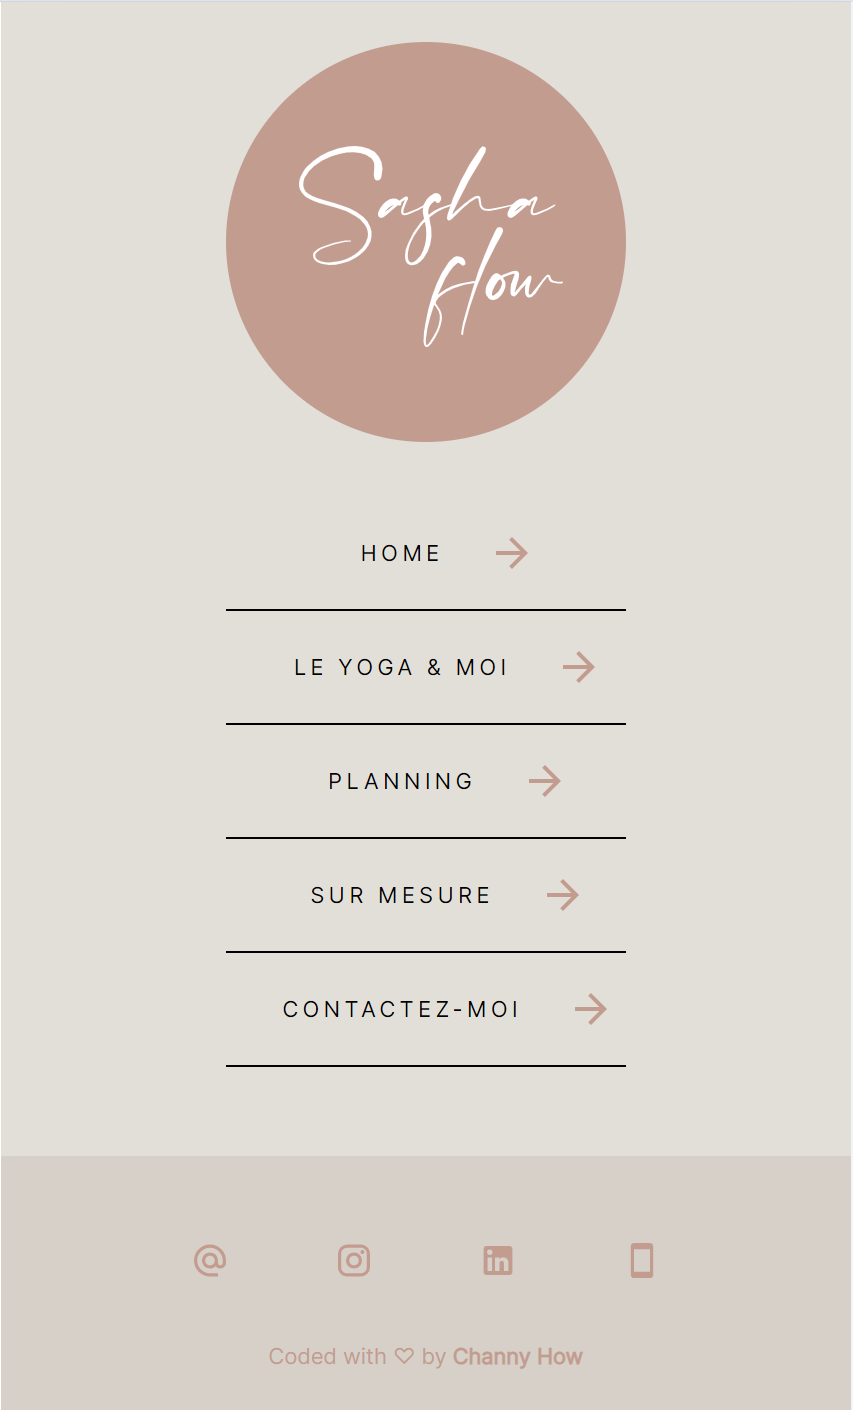 Sasha
flow
HOME
LE YOGA & MOI
PLANNING
SUR MESURE
CONTACTEZ-MOI
Coded with ♡ by Channy How